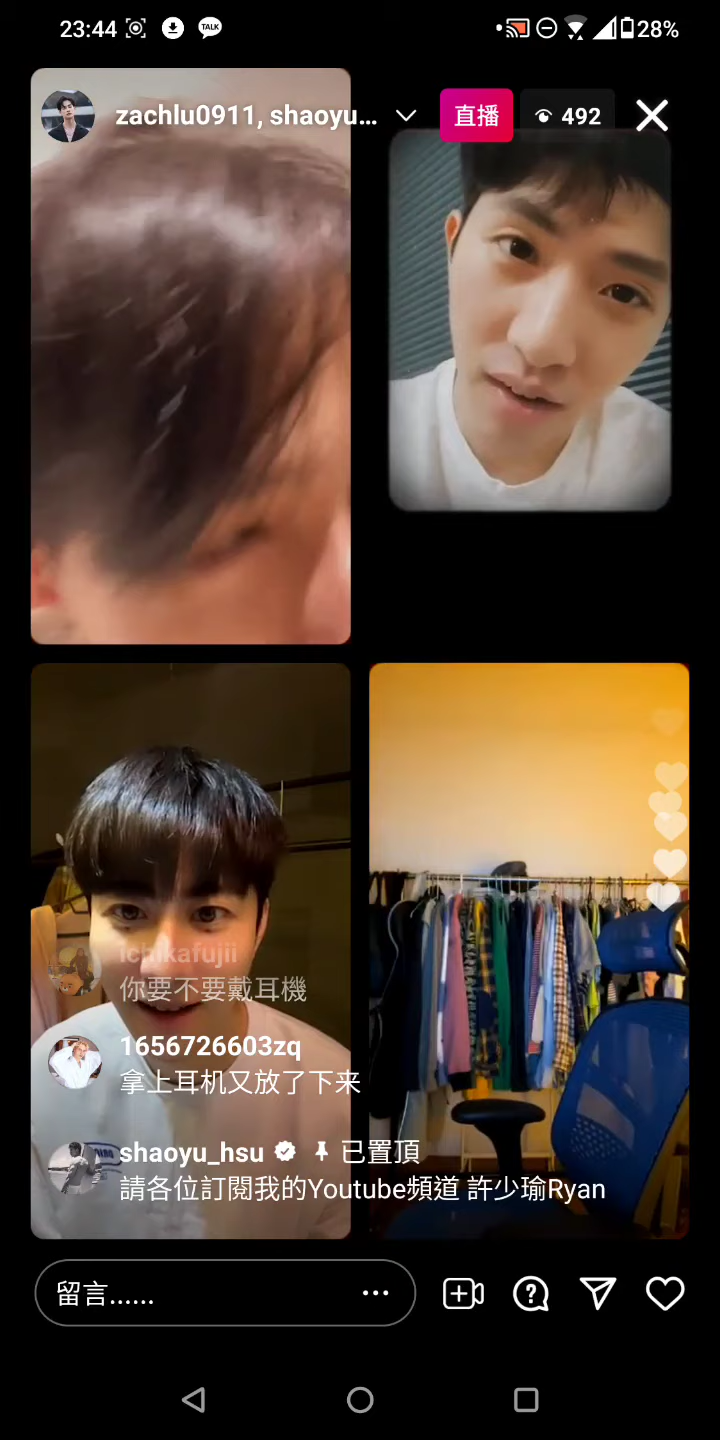 23:44 TALK 28%
zachlu0911, shaoyu... 直播 492
ichikafujii
你要不要戴耳機
1656726603zq
拿上耳机又放了下来
shaoyu_hsu 已置頂
請各位訂閱我的Youtube頻道 許少瑜Ryan
留言......